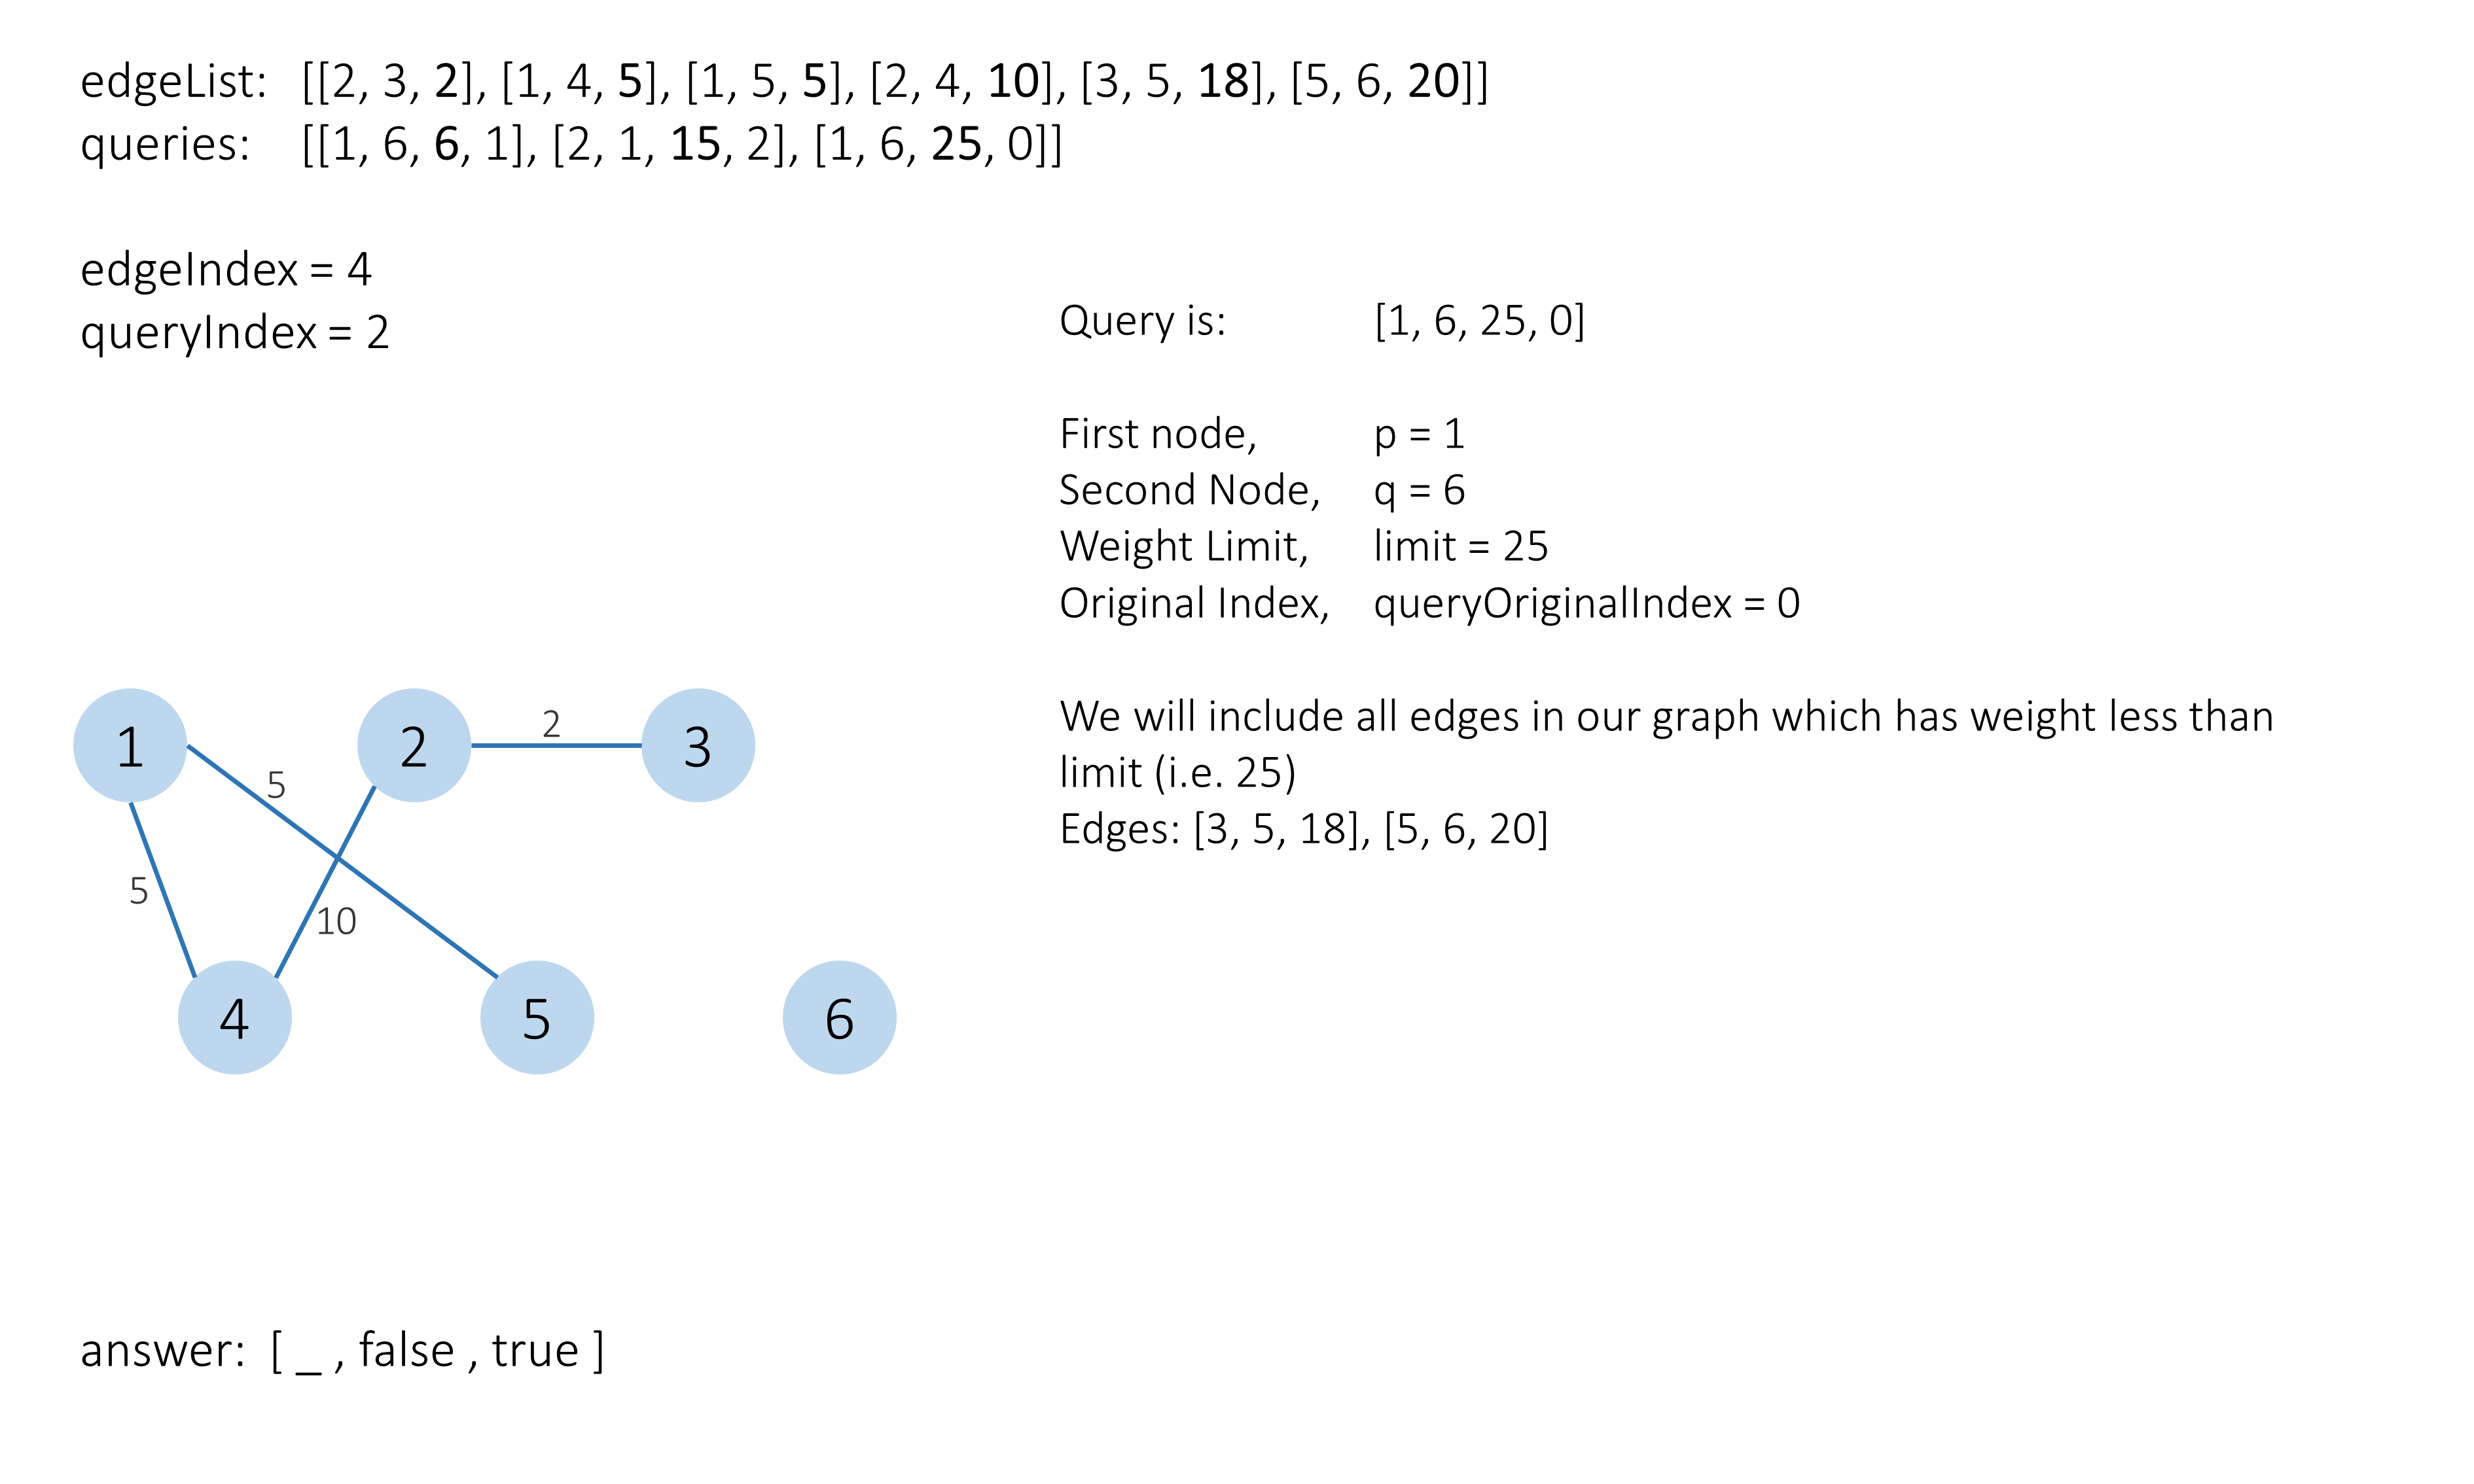 edgeList: [[2, 3, 2], [1, 4, 5], [1, 5, 5], [2, 4, 10], [3, 5, 18], [5, 6, 20]]
queries: [[1, 6, 6, 1], [2, 1, 15, 2], [1, 6, 25, 0]]
edgeIndex = 4
queryIndex = 2
Query is: [1, 6, 25, 0]
First node, p = 1
Second Node, q = 6
Weight Limit, limit = 25
Original Index, queryOriginalIndex = 0
We will include all edges in our graph which has weight less than
limit (i.e. 25)
Edges: [3, 5, 18], [5, 6, 20]
1 2 3
2
5
5
10
4 5 6
answer: [ _ , false , true ]